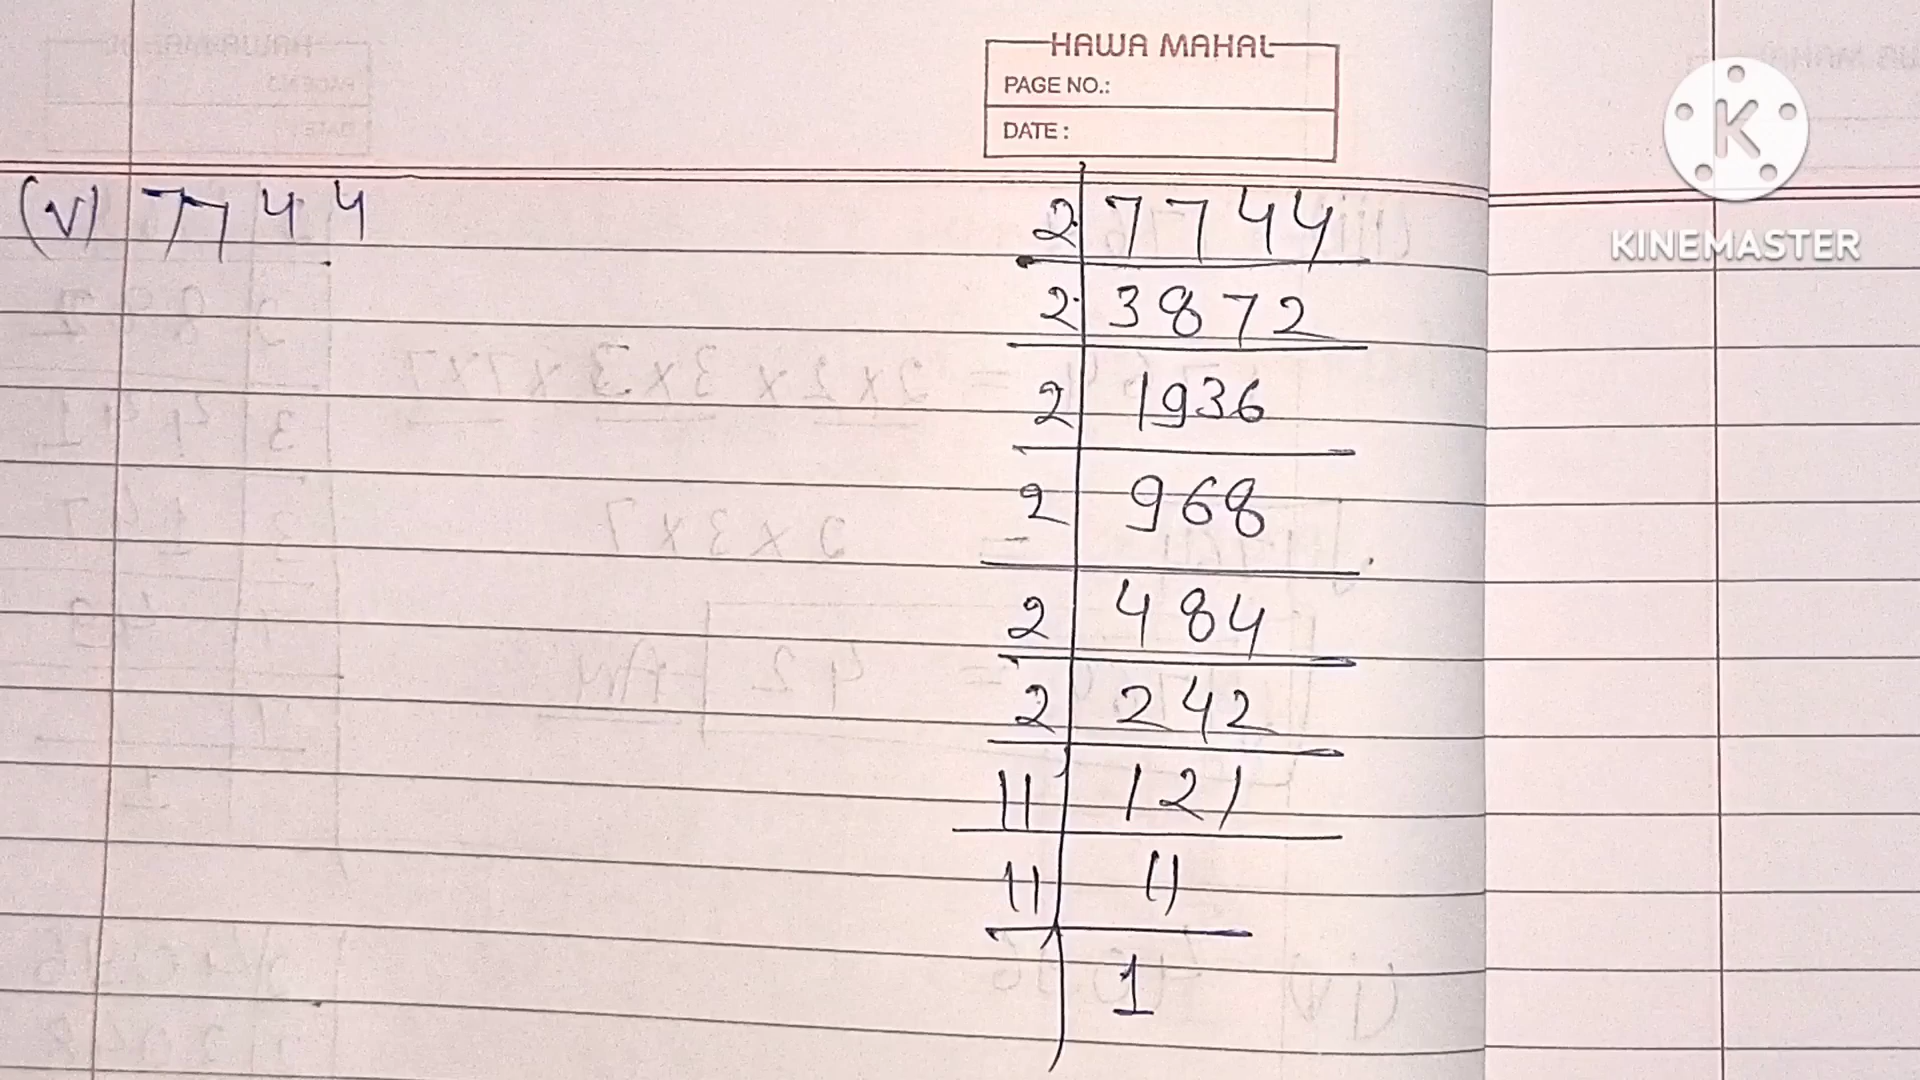 HAWA MAHAL
PAGE NO.:
DATE :
K
KINEMASTER
(v) 7744
2 7744
2 3872
2 1936
2 968
2 484
2 242
11 121
11 11
1